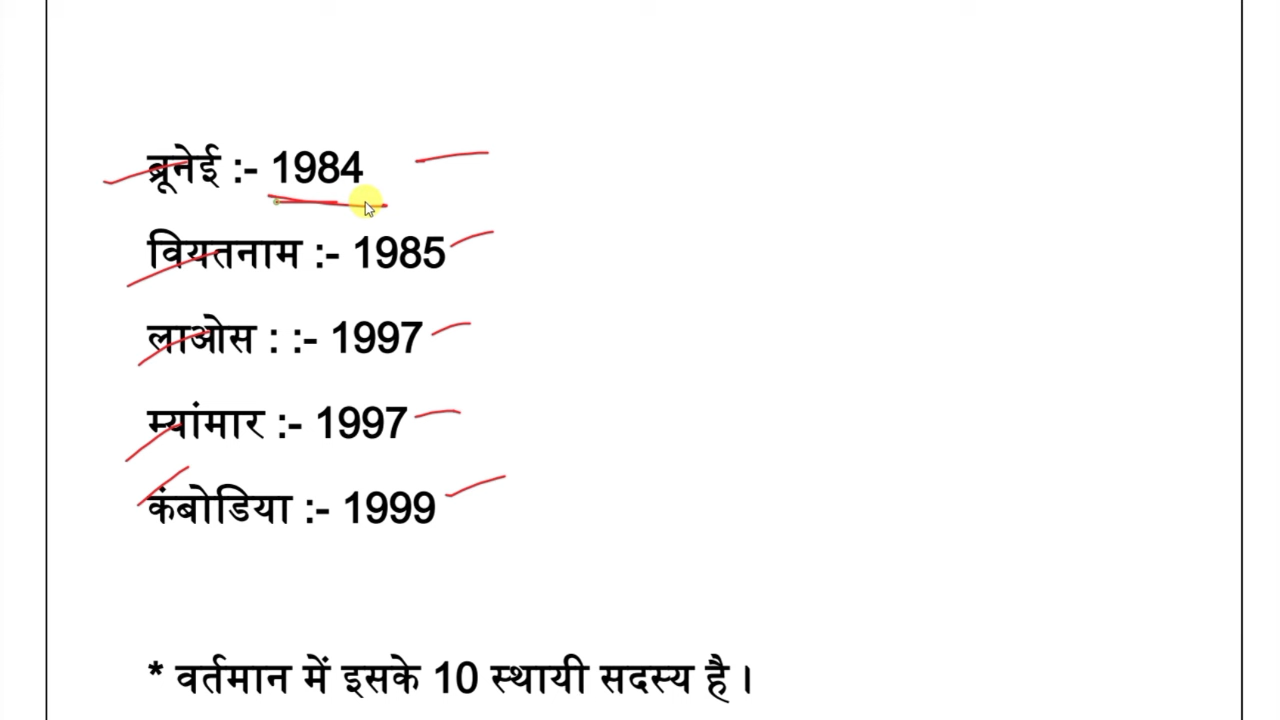 ब्रूनेई :- 1984
वियतनाम :- 1985
लाओस : :- 1997
म्यांमार :- 1997
कंबोडिया :- 1999
* वर्तमान में इसके 10 स्थायी सदस्य है ।